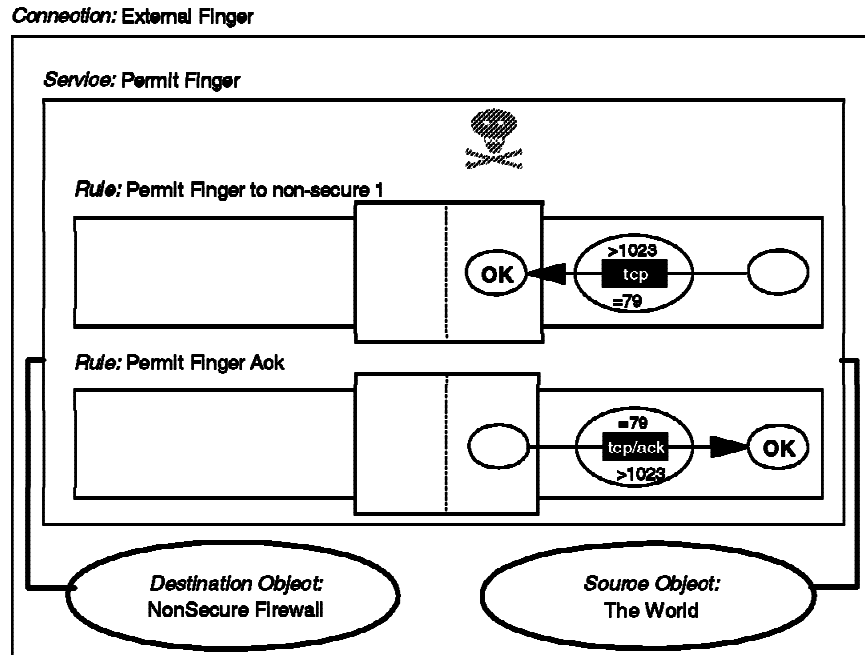 Connection: External Finger
Service: Permit Finger
Rule: Permit Finger to non-secure 1
>1023
OK
tcp
=79
Rule: Permit Finger Ack
=79
tcp/ack
OK
>1023
Destination Object:
NonSecure Firewall
Source Object:
The World